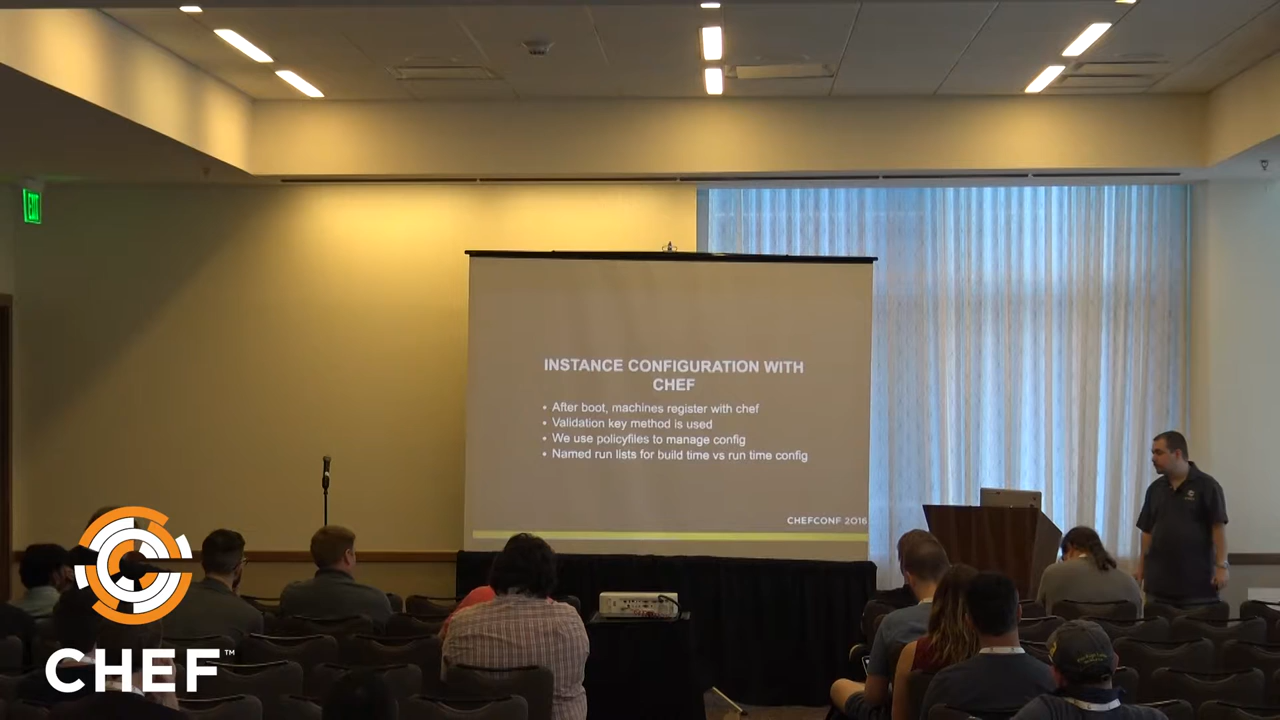 EXIT
INSTANCE CONFIGURATION WITH
CHEF
• After boot, machines register with chef
• Validation key method is used
• We use policyfiles to manage config
• Named run lists for build time vs run time config
CHEFCONF 2016
CHEF™